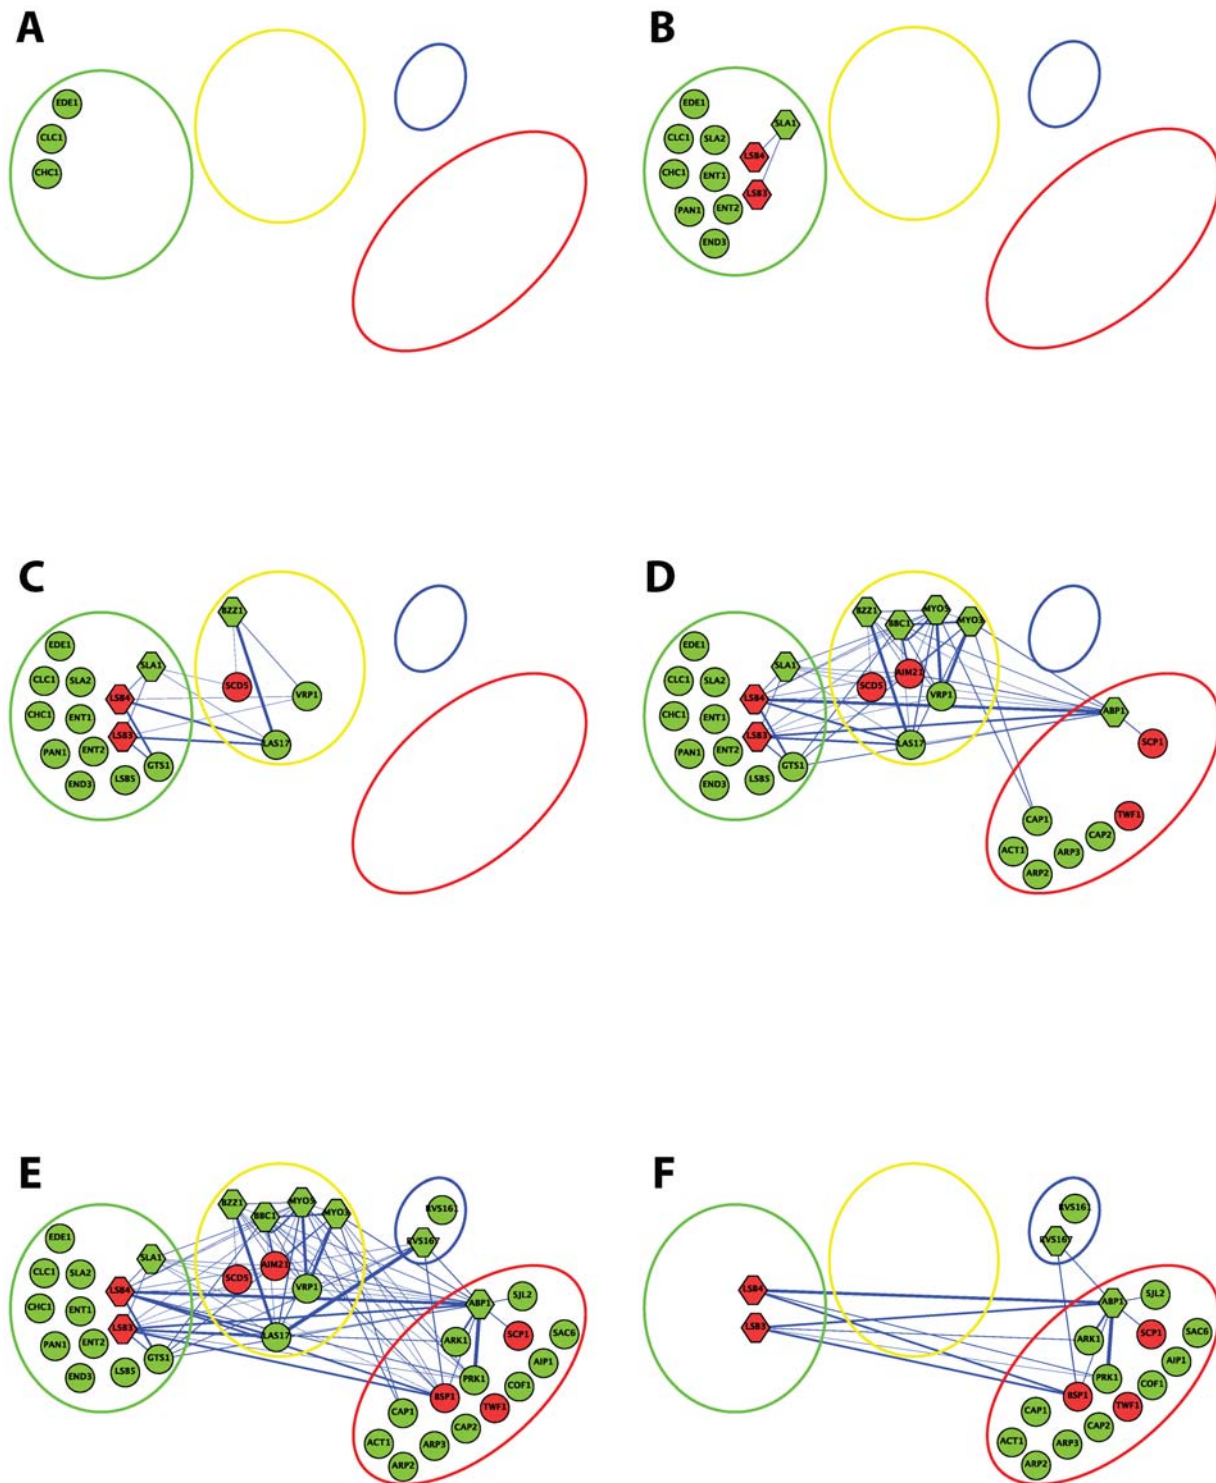 A
EDE1
CLC1
CHC1
B
EDE1
SLA1
CLC1
SLA2
LSB4
CHC1
ENT1
LSB3
PAN1
ENT2
END3
C
BZZ1
EDE1
SLA1
CLC1
SLA2
SCD5
LSB4
VRP1
CHC1
ENT1
LSB3
LAS17
PAN1
ENT2
GTS1
LSB5
END3
D
BZZ1
BBC1
MYO5
MYO3
EDE1
SLA1
AIM21
CLC1
SLA2
SCD5
LSB4
VRP1
CHC1
ENT1
ABP1
LSB3
LAS17
SCP1
PAN1
ENT2
GTS1
LSB5
END3
CAP1
TWF1
CAP2
ACT1
ARP3
ARP2
E
BZZ1
BBC1
MYO5
MYO3
RVS161
EDE1
RVS167
SLA1
AIM21
CLC1
SLA2
SCD5
LSB4
VRP1
SJL2
CHC1
ENT1
ABP1
LSB3
LAS17
SCP1
SAC6
PAN1
ENT2
ARK1
GTS1
AIP1
LSB5
END3
PRK1
COF1
BSP1
TWF1
CAP1
CAP2
ACT1
ARP3
ARP2
F
RVS161
RVS167
LSB4
SJL2
ABP1
LSB3
SCP1
SAC6
ARK1
AIP1
PRK1
COF1
BSP1
TWF1
CAP1
CAP2
ACT1
ARP3
ARP2